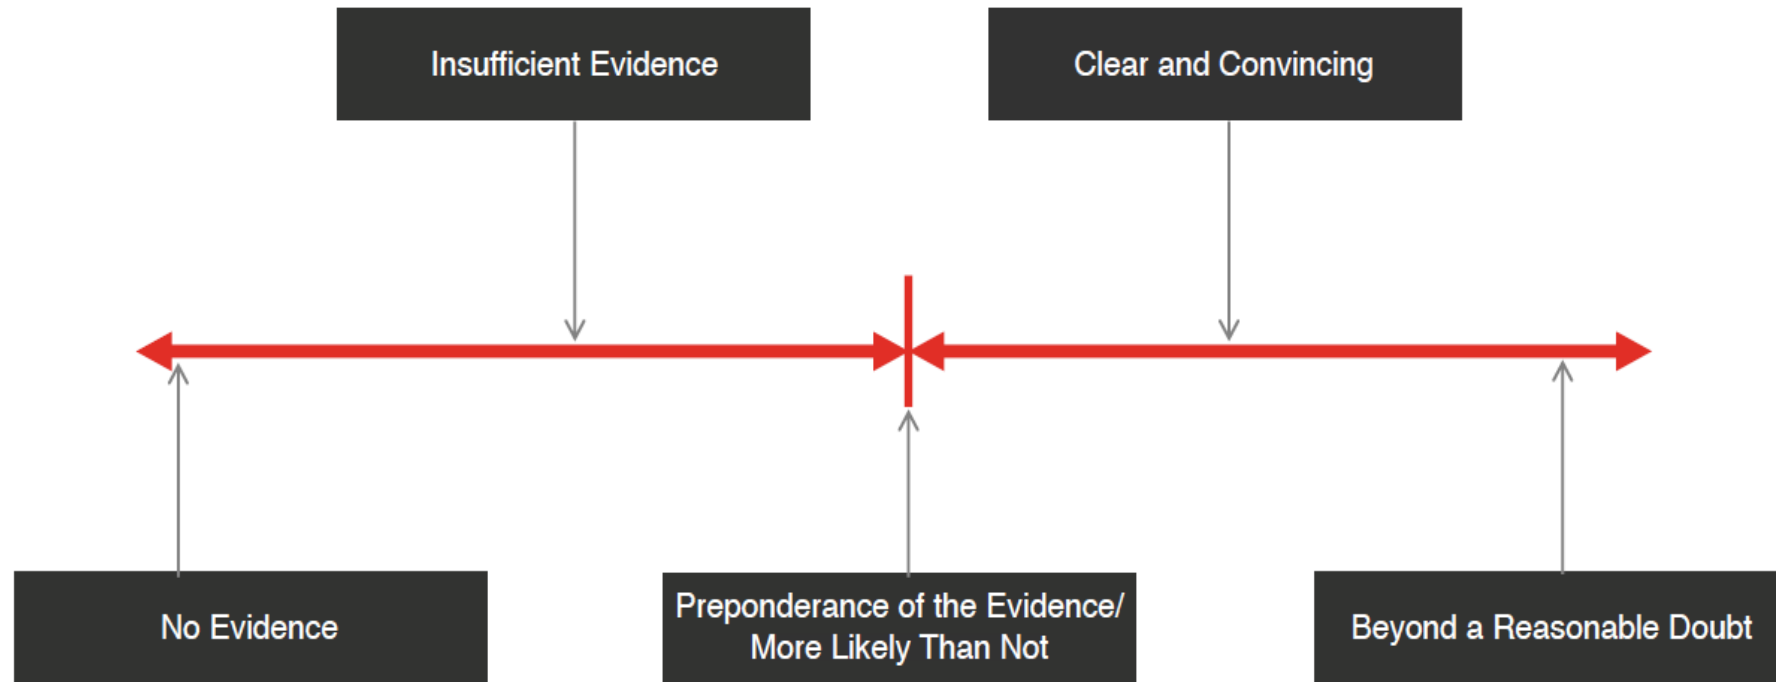 Insufficient Evidence
Clear and Convincing
No Evidence
Preponderance of the Evidence/
More Likely Than Not
Beyond a Reasonable Doubt